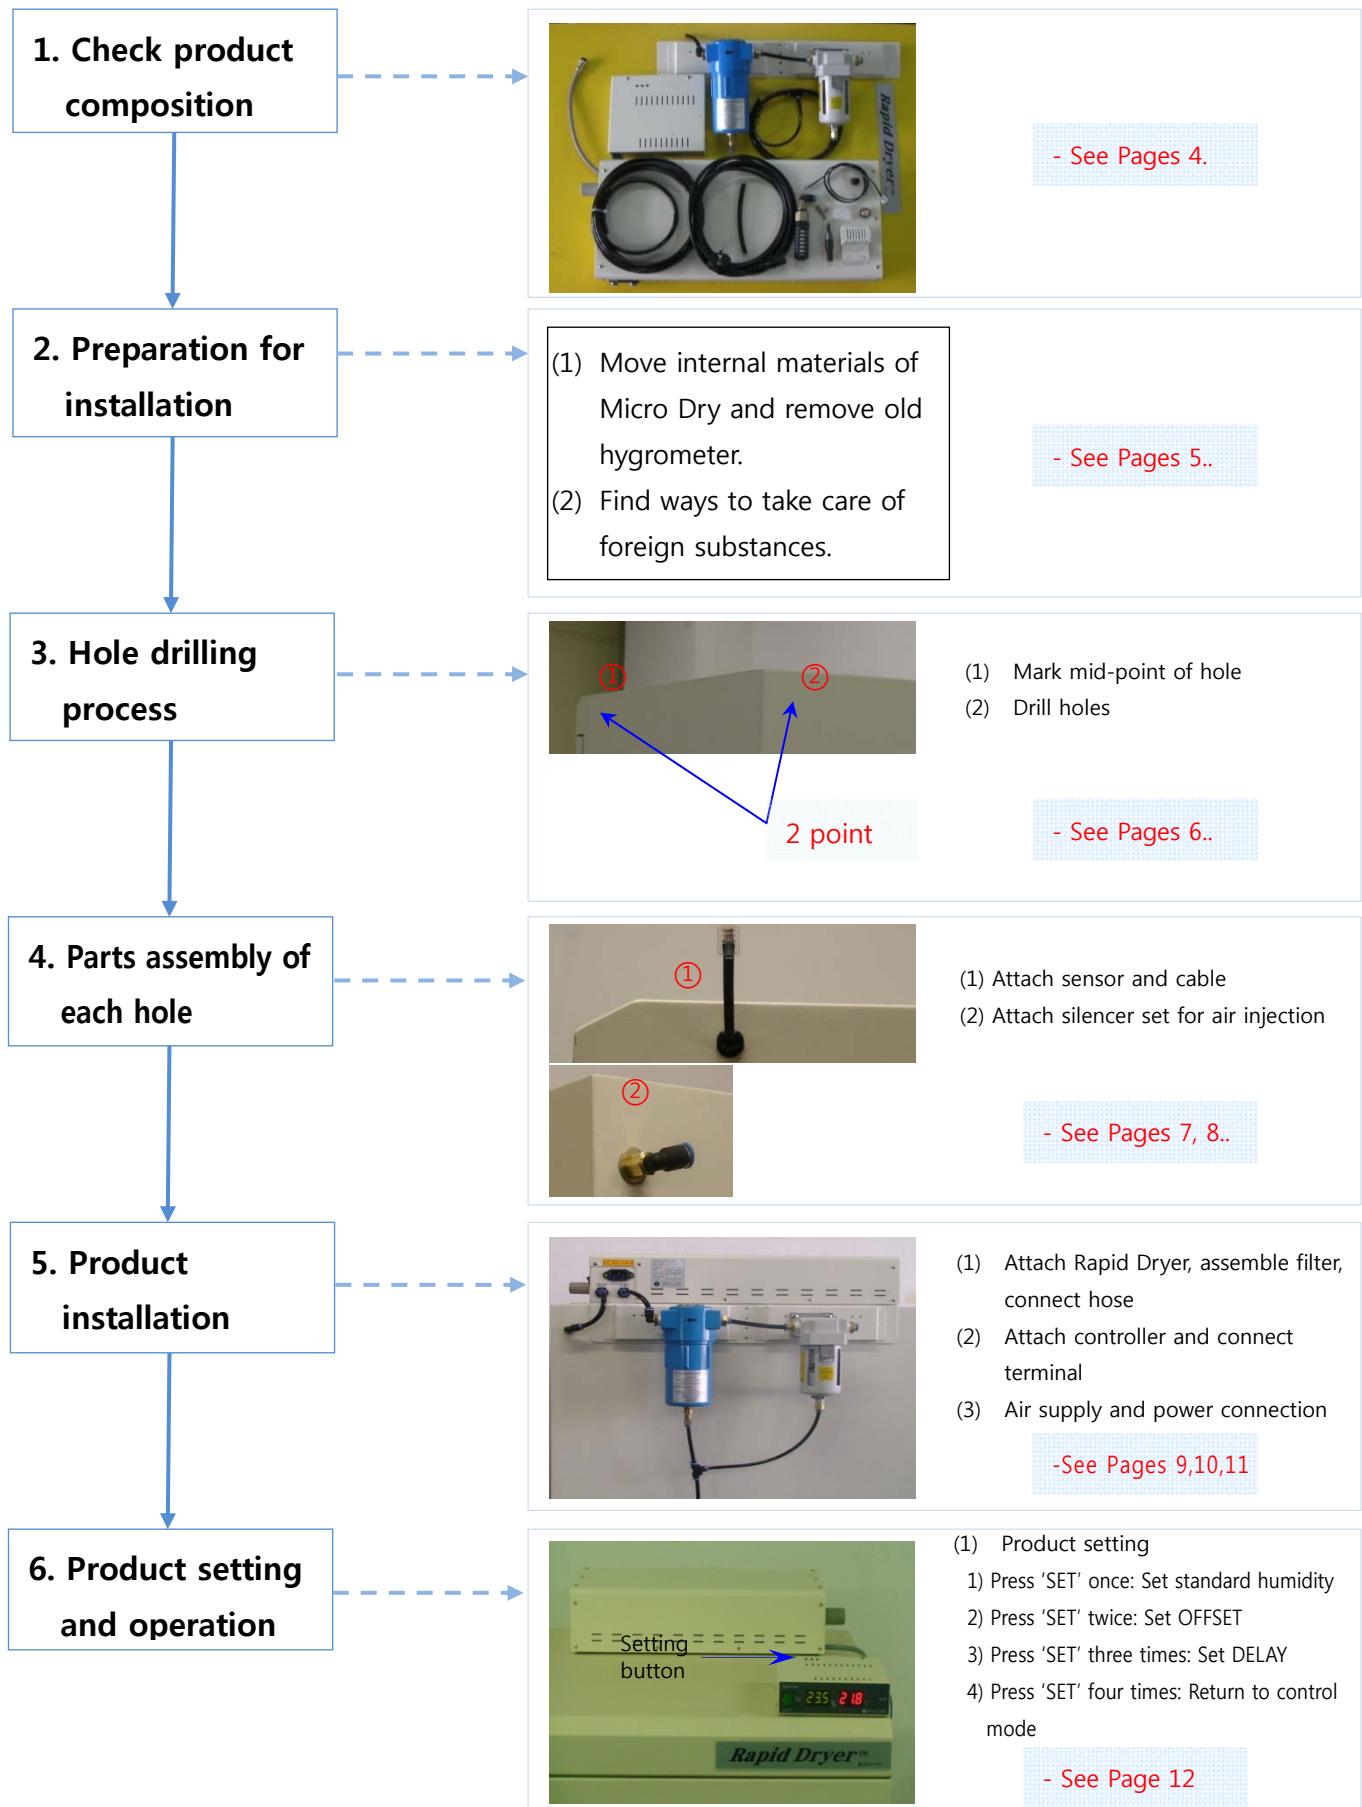 1. Check product
composition
Rapid Dryer™
- See Pages 4.
2. Preparation for
installation
(1) Move internal materials of
Micro Dry and remove old
hygrometer.
(2) Find ways to take care of
foreign substances.
- See Pages 5..
3. Hole drilling
process
① ②
2 point
(1) Mark mid-point of hole
(2) Drill holes
- See Pages 6..
4. Parts assembly of
each hole
①
②
(1) Attach sensor and cable
(2) Attach silencer set for air injection
- See Pages 7, 8..
5. Product
installation
(1) Attach Rapid Dryer, assemble filter,
connect hose
(2) Attach controller and connect
terminal
(3) Air supply and power connection
-See Pages 9,10,11
6. Product setting
and operation
Setting
button
23.5 21.8
Rapid Dryer™
(1) Product setting
1) Press ‘SET’ once: Set standard humidity
2) Press ‘SET’ twice: Set OFFSET
3) Press ‘SET’ three times: Set DELAY
4) Press ‘SET’ four times: Return to control
mode
- See Page 12